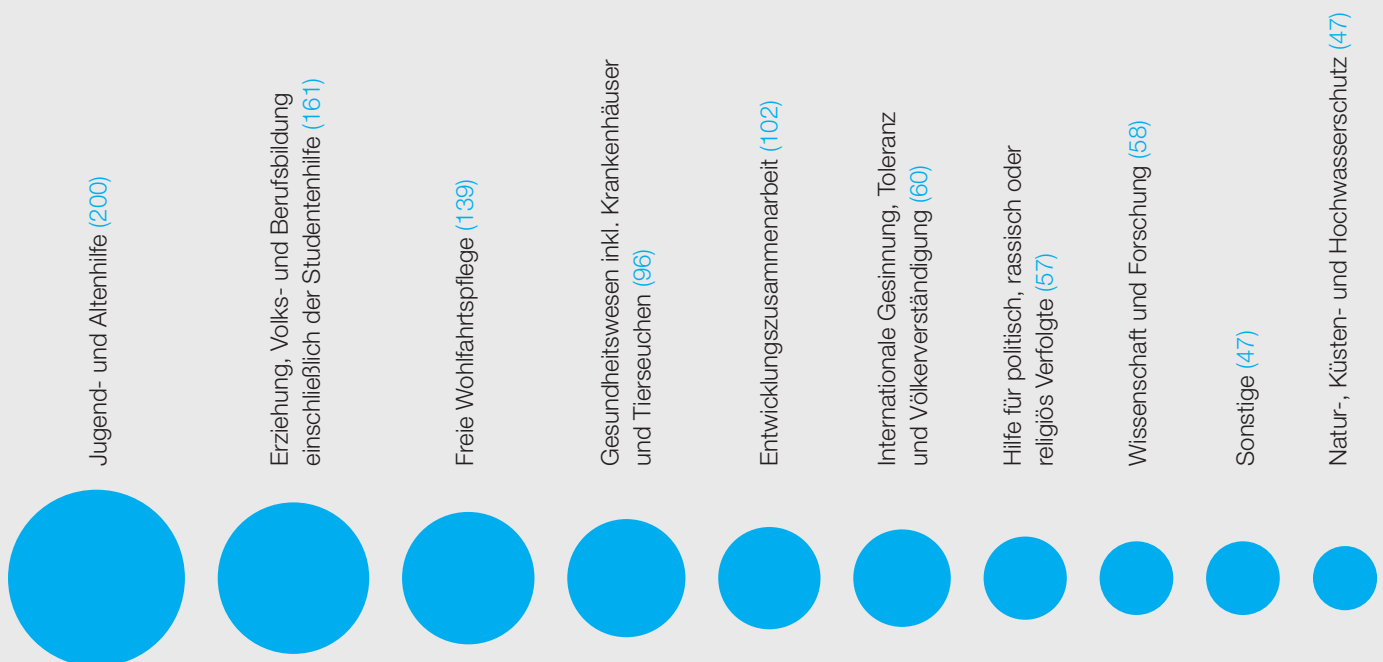 Jugend- und Altenhilfe (200)
Erziehung, Volks- und Berufsbildung
einschließlich der Studentenhilfe (161)
Freie Wohlfahrtspflege (139)
Gesundheitswesen inkl. Krankenhäuser
und Tierseuchen (96)
Entwicklungszusammenarbeit (102)
Internationale Gesinnung, Toleranz
und Völkerverständigung (60)
Hilfe für politisch, rassisch oder
religiös Verfolgte (57)
Wissenschaft und Forschung (58)
Sonstige (47)
Natur-, Küsten- und Hochwasserschutz (47)